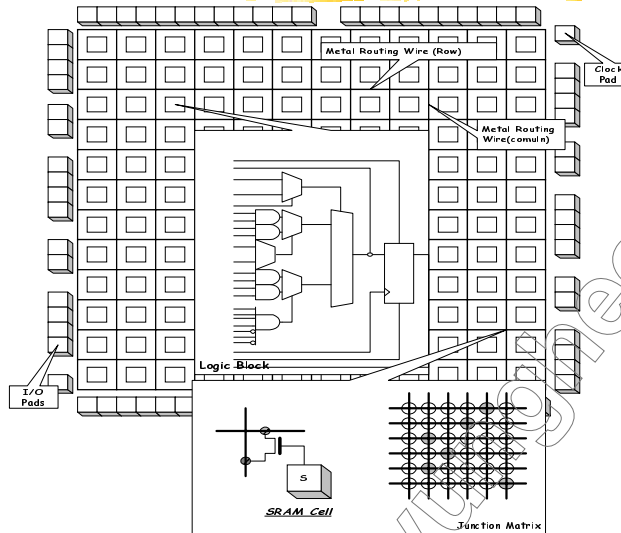 Metal Routing Wire (Row)
Clock
Pad
Metal Routing
Wire(comuln)
Logic Block
I/O
Pads
S
SRAM Cell
Junction Matrix